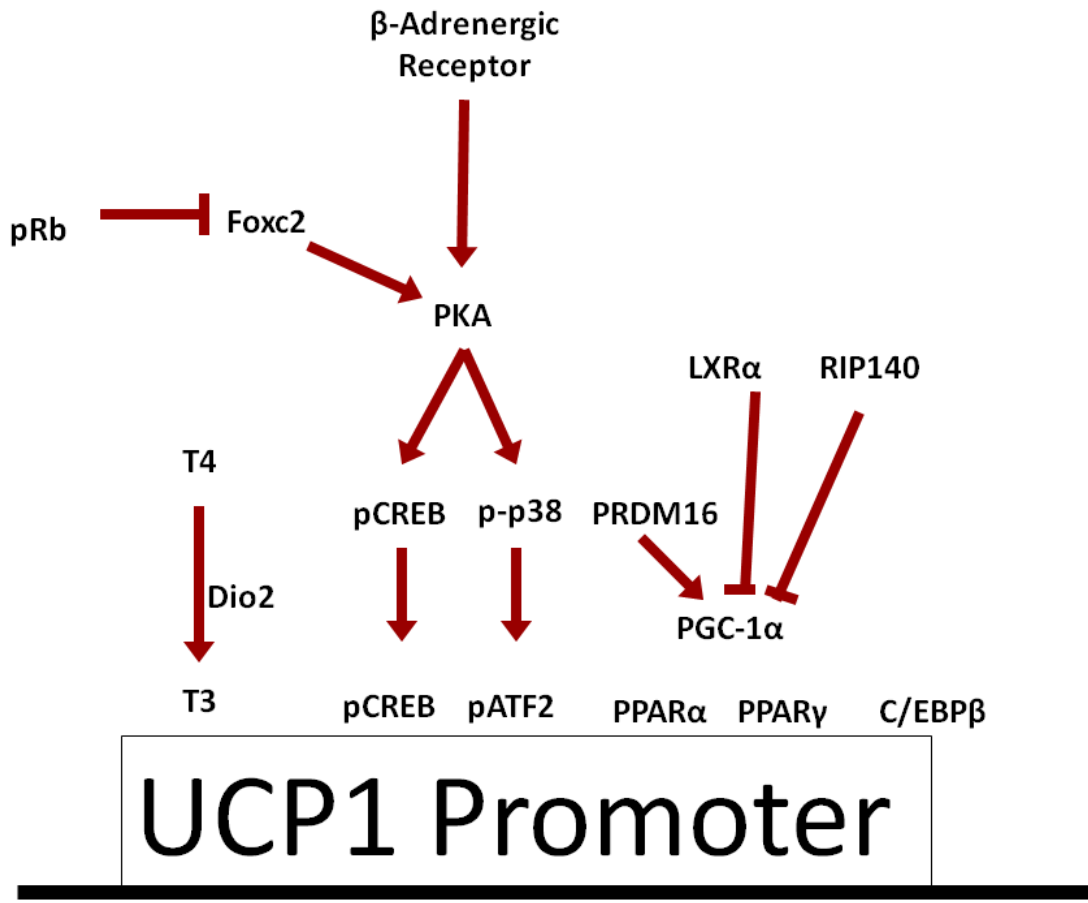 β-Adrenergic
Receptor
pRb
Foxc2
PKA
LXRα
RIP140
T4
pCREB
p-p38
PRDM16
Dio2
PGC-1α
T3
pCREB
pATF2
PPARα
PPARγ
C/EBPβ
UCP1 Promoter